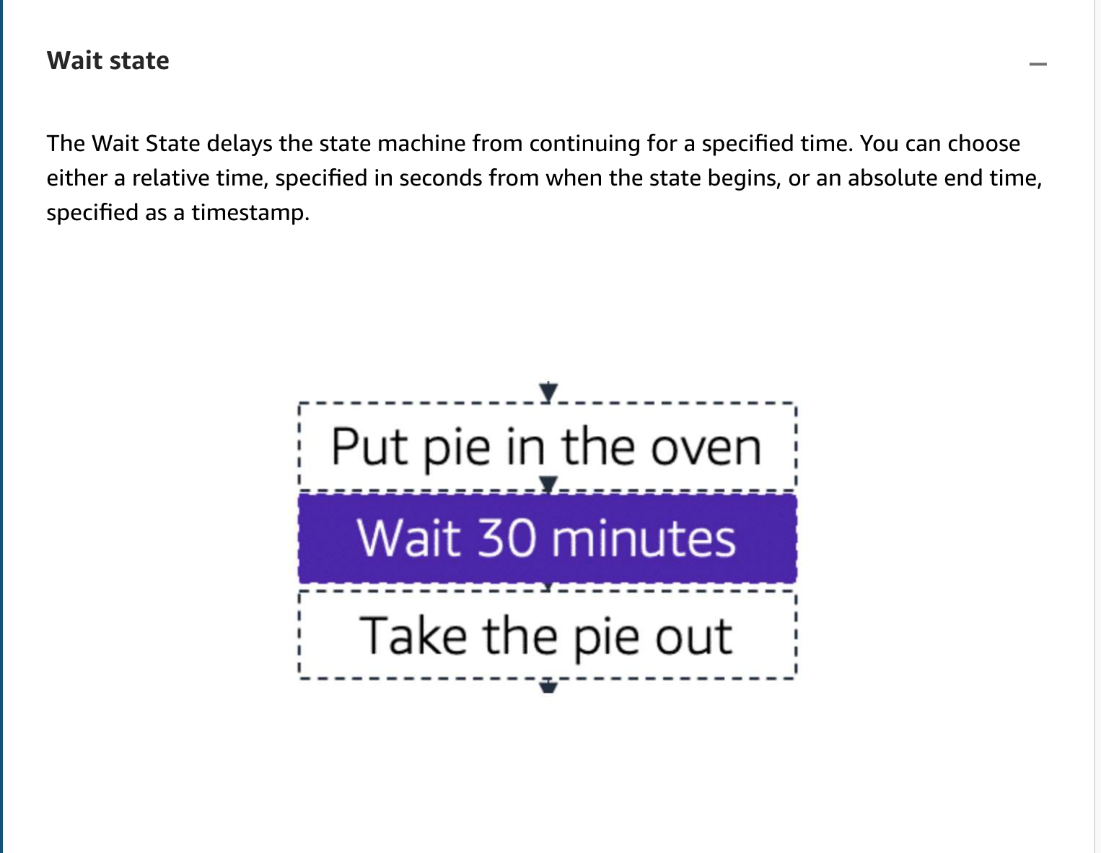 Wait state
The Wait State delays the state machine from continuing for a specified time. You can choose
either a relative time, specified in seconds from when the state begins, or an absolute end time,
specified as a timestamp.
Put pie in the oven
Wait 30 minutes
Take the pie out